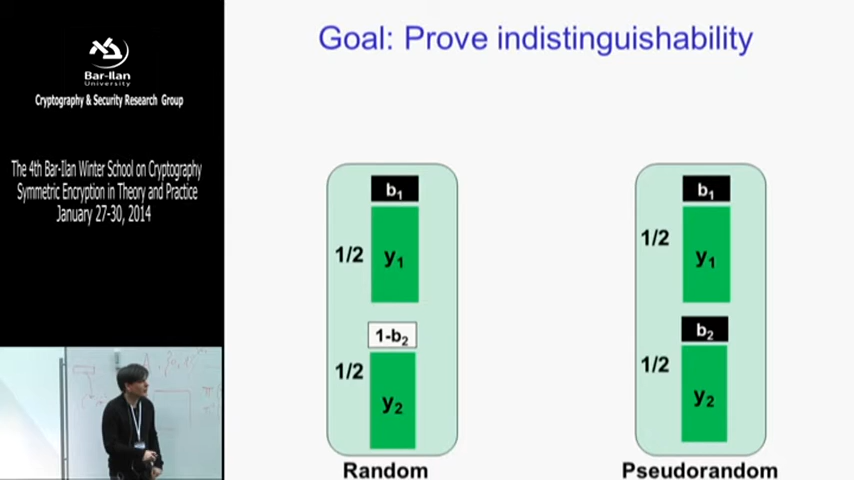 Bar-Ilan
University
Cryptography & Security Research Group
The 4th Bar-Ilan Winter School on Cryptography
Symmetric Encryption in Theory and Practice
January 27-30, 2014
Goal: Prove indistinguishability
b₁
1/2
y₁
1-b₂
1/2
y₂
Random
b₁
1/2
y₁
b₂
1/2
y₂
Pseudorandom